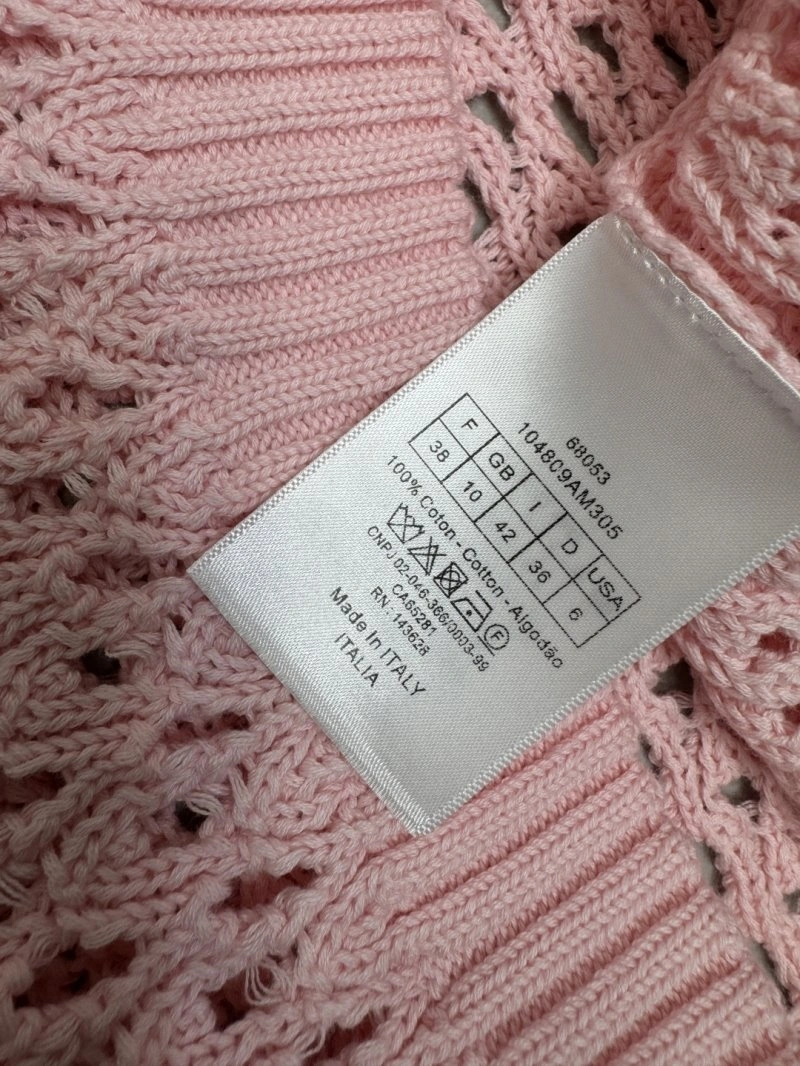 68053
104809AM305
F GB I D USA
38 10 42 36 6
100% Coton - Cotton - Algodão
F
CNPJ 02-046-366/0003-99
CA65281
RN : 143628
Made In ITALY
ITALIA